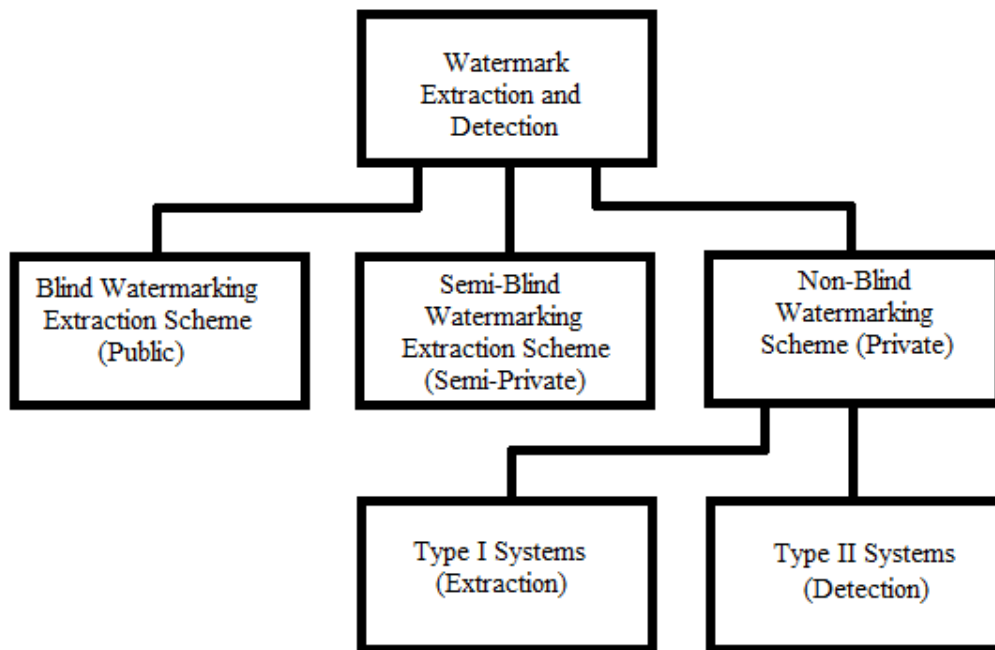 Watermark
Extraction and
Detection
Blind Watermarking
Extraction Scheme
(Public)
Semi-Blind
Watermarking
Extraction Scheme
(Semi-Private)
Non-Blind
Watermarking
Scheme (Private)
Type I Systems
(Extraction)
Type II Systems
(Detection)